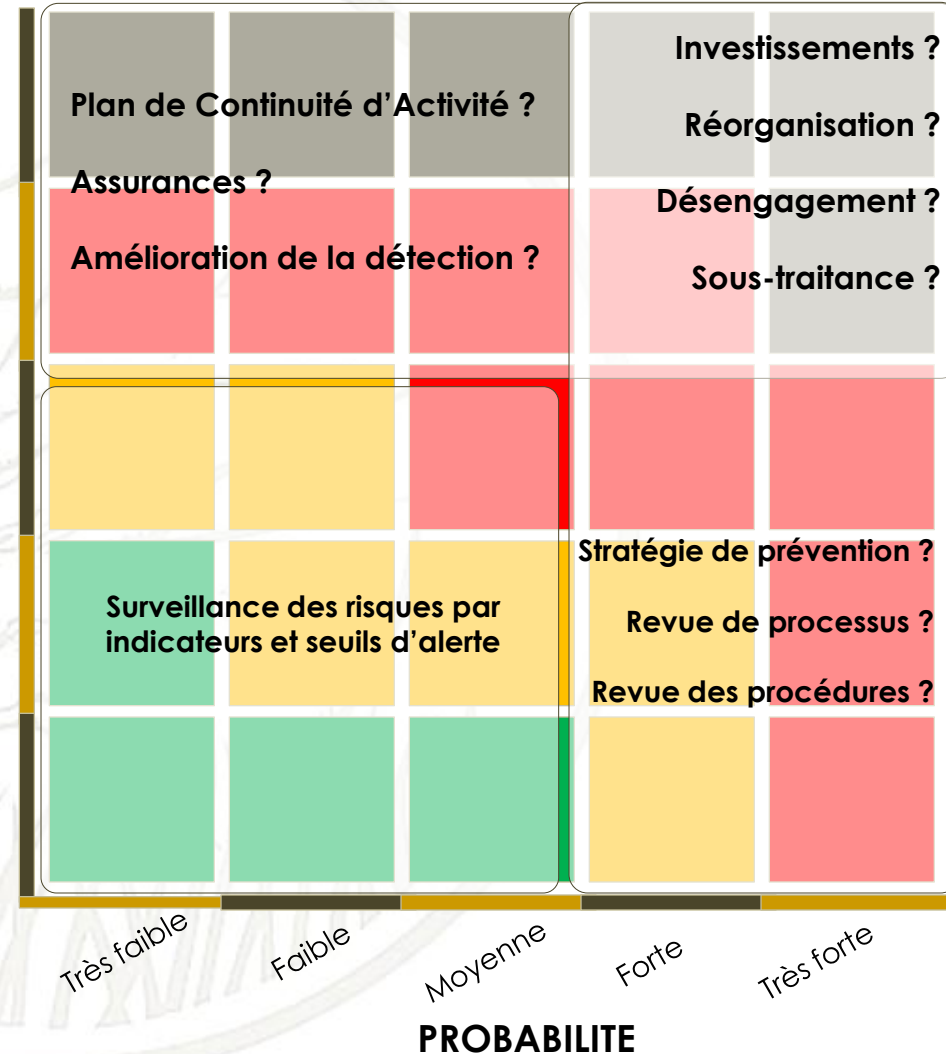 Plan de Continuité d’Activité ?
Assurances ?
Amélioration de la détection ?
Investissements ?
Réorganisation ?
Désengagement ?
Sous-traitance ?
Surveillance des risques par
indicateurs et seuils d’alerte
Stratégie de prévention ?
Revue de processus ?
Revue des procédures ?
Très faible
Faible
Moyenne
Forte
Très forte
PROBABILITE